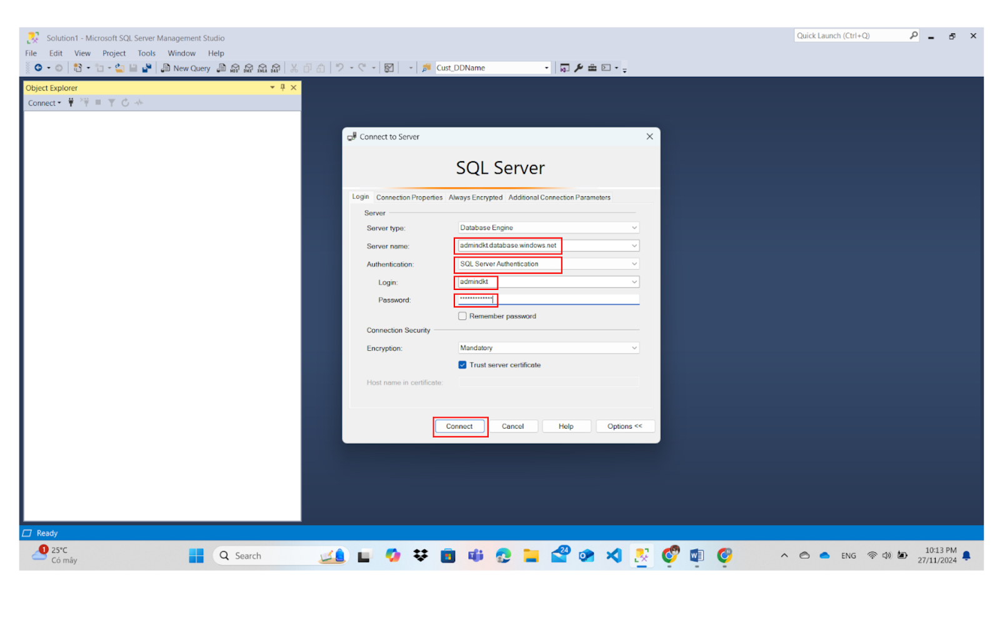 Solution1 - Microsoft SQL Server Management Studio
Quick Launch (Ctrl+Q)
File Edit View Project Tools Window Help
New Query MDX DMX XMLA DAX Cust_DDName
Object Explorer
Connect
Connect to Server
SQL Server
Login Connection Properties Always Encrypted Additional Connection Parameters
Server
Server type: Database Engine
Server name: admindkt.database.windows.net
Authentication: SQL Server Authentication
Login: admindkt
Password: *************
Remember password
Connection Security
Encryption: Mandatory
Trust server certificate
Host name in certificate:
Connect Cancel Help Options <<
Ready
1 25°C
Có mây
Search
24
ENG
10:13 PM
27/11/2024